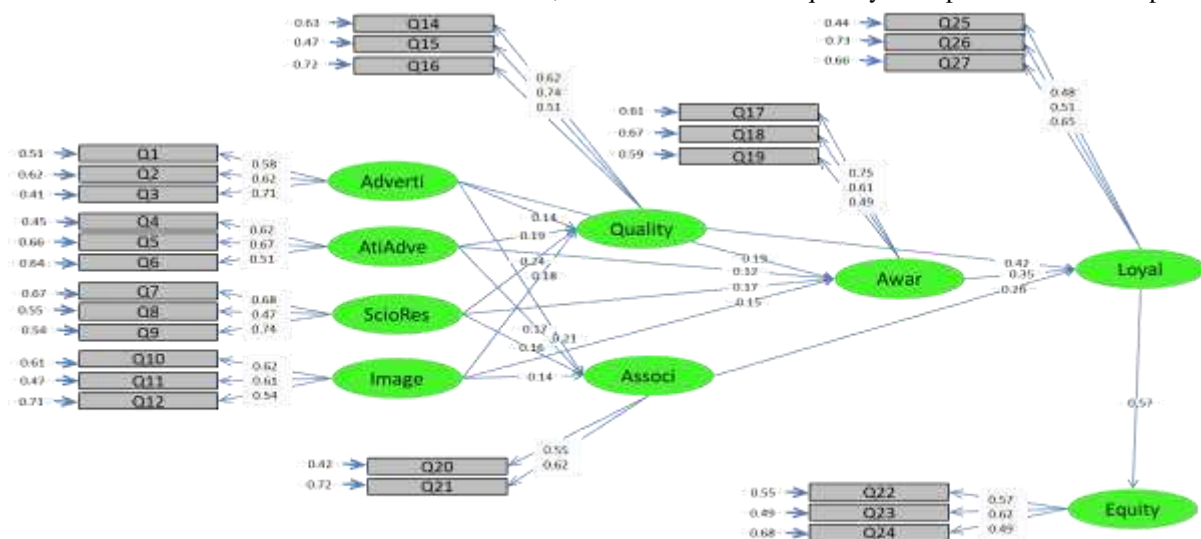 0.63 Q14
0.47 Q15
0.72 Q16
0.62
0.74
0.51
0.44 Q25
0.73 Q26
0.66 Q27
0.48
0.51
0.65
0.61 Q17
0.67 Q18
0.59 Q19
0.75
0.61
0.49
0.51 Q1
0.62 Q2
0.41 Q3
0.58
0.62
0.71
Adverti
0.45 Q4
0.66 Q5
0.64 Q6
0.62
0.67
0.51
AtiAdve
0.67 Q7
0.55 Q8
0.54 Q9
0.68
0.47
0.74
ScioRes
0.61 Q10
0.47 Q11
0.71 Q12
0.62
0.61
0.54
Image
0.14
0.19
0.18
Quality
0.19
0.12
0.17
0.15
Awar
0.42
0.35
0.26
Loyal
0.17
0.21
0.16
0.14
Associ
0.57
0.42 Q20
0.72 Q21
0.55
0.62
0.55 Q22
0.49 Q23
0.68 Q24
0.57
0.62
0.49
Equity